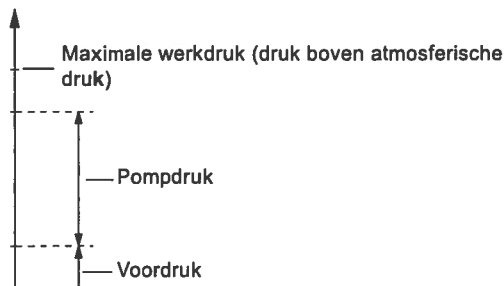 Maximale werkdruk (druk boven atmosferische
druk)
Pompdruk
Voordruk